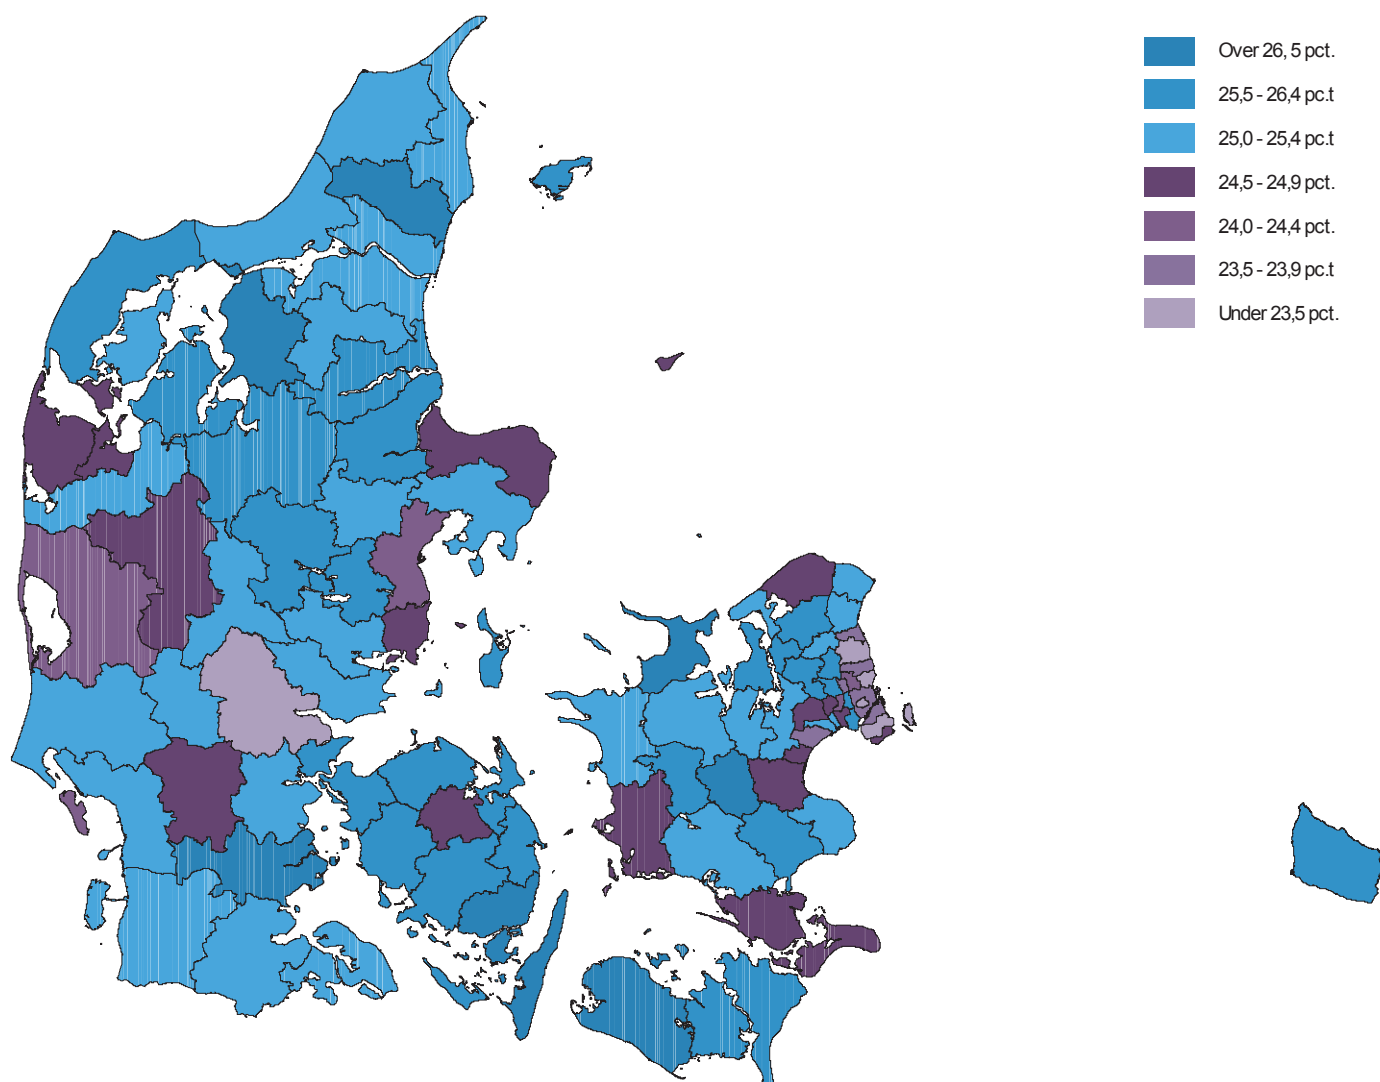 Over 26, 5 pct.
25,5 - 26,4 pc.t
25,0 - 25,4 pc.t
24,5 - 24,9 pct.
24,0 - 24,4 pct.
23,5 - 23,9 pc.t
Under 23,5 pct.